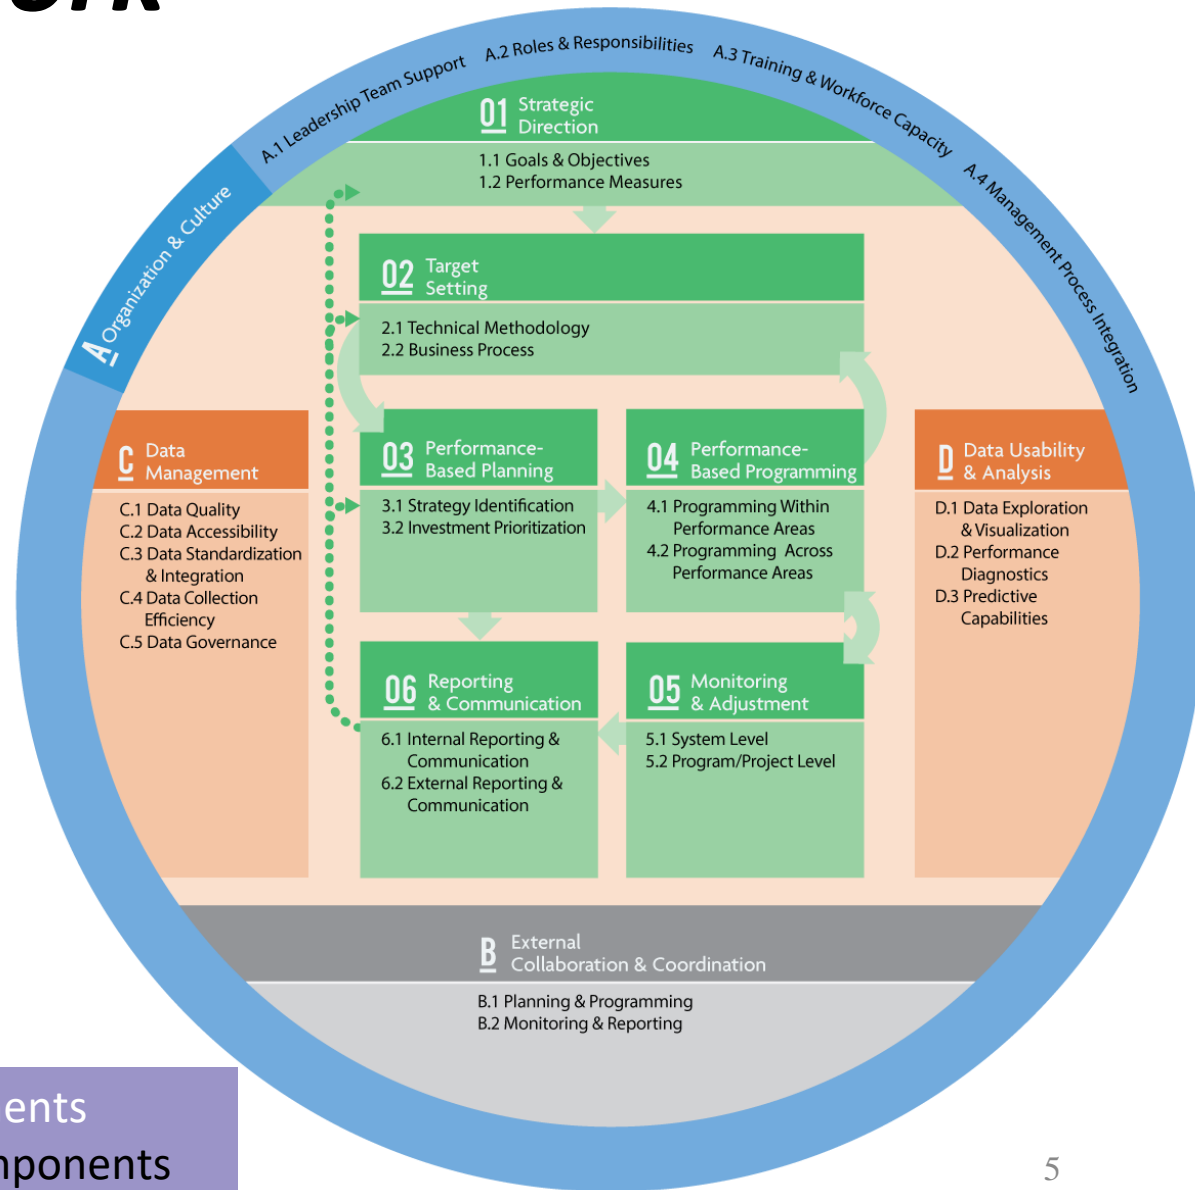 A.1 Leadership Team Support
A.2 Roles & Responsibilities
A.3 Training & Workforce Capacity
A.4 Management Process Integration
A Organization & Culture
01 Strategic
Direction
1.1 Goals & Objectives
1.2 Performance Measures
02 Target
Setting
2.1 Technical Methodology
2.2 Business Process
C Data
Management
C.1 Data Quality
C.2 Data Accessibility
C.3 Data Standardization
& Integration
C.4 Data Collection
Efficiency
C.5 Data Governance
03 Performance-
Based Planning
3.1 Strategy Identification
3.2 Investment Prioritization
04 Performance-
Based Programming
4.1 Programming Within
Performance Areas
4.2 Programming Across
Performance Areas
D Data Usability
& Analysis
D.1 Data Exploration
& Visualization
D.2 Performance
Diagnostics
D.3 Predictive
Capabilities
06 Reporting
& Communication
6.1 Internal Reporting &
Communication
6.2 External Reporting &
Communication
05 Monitoring
& Adjustment
5.1 System Level
5.2 Program/Project Level
B External
Collaboration & Coordination
B.1 Planning & Programming
B.2 Monitoring & Reporting
ents
mponents
5